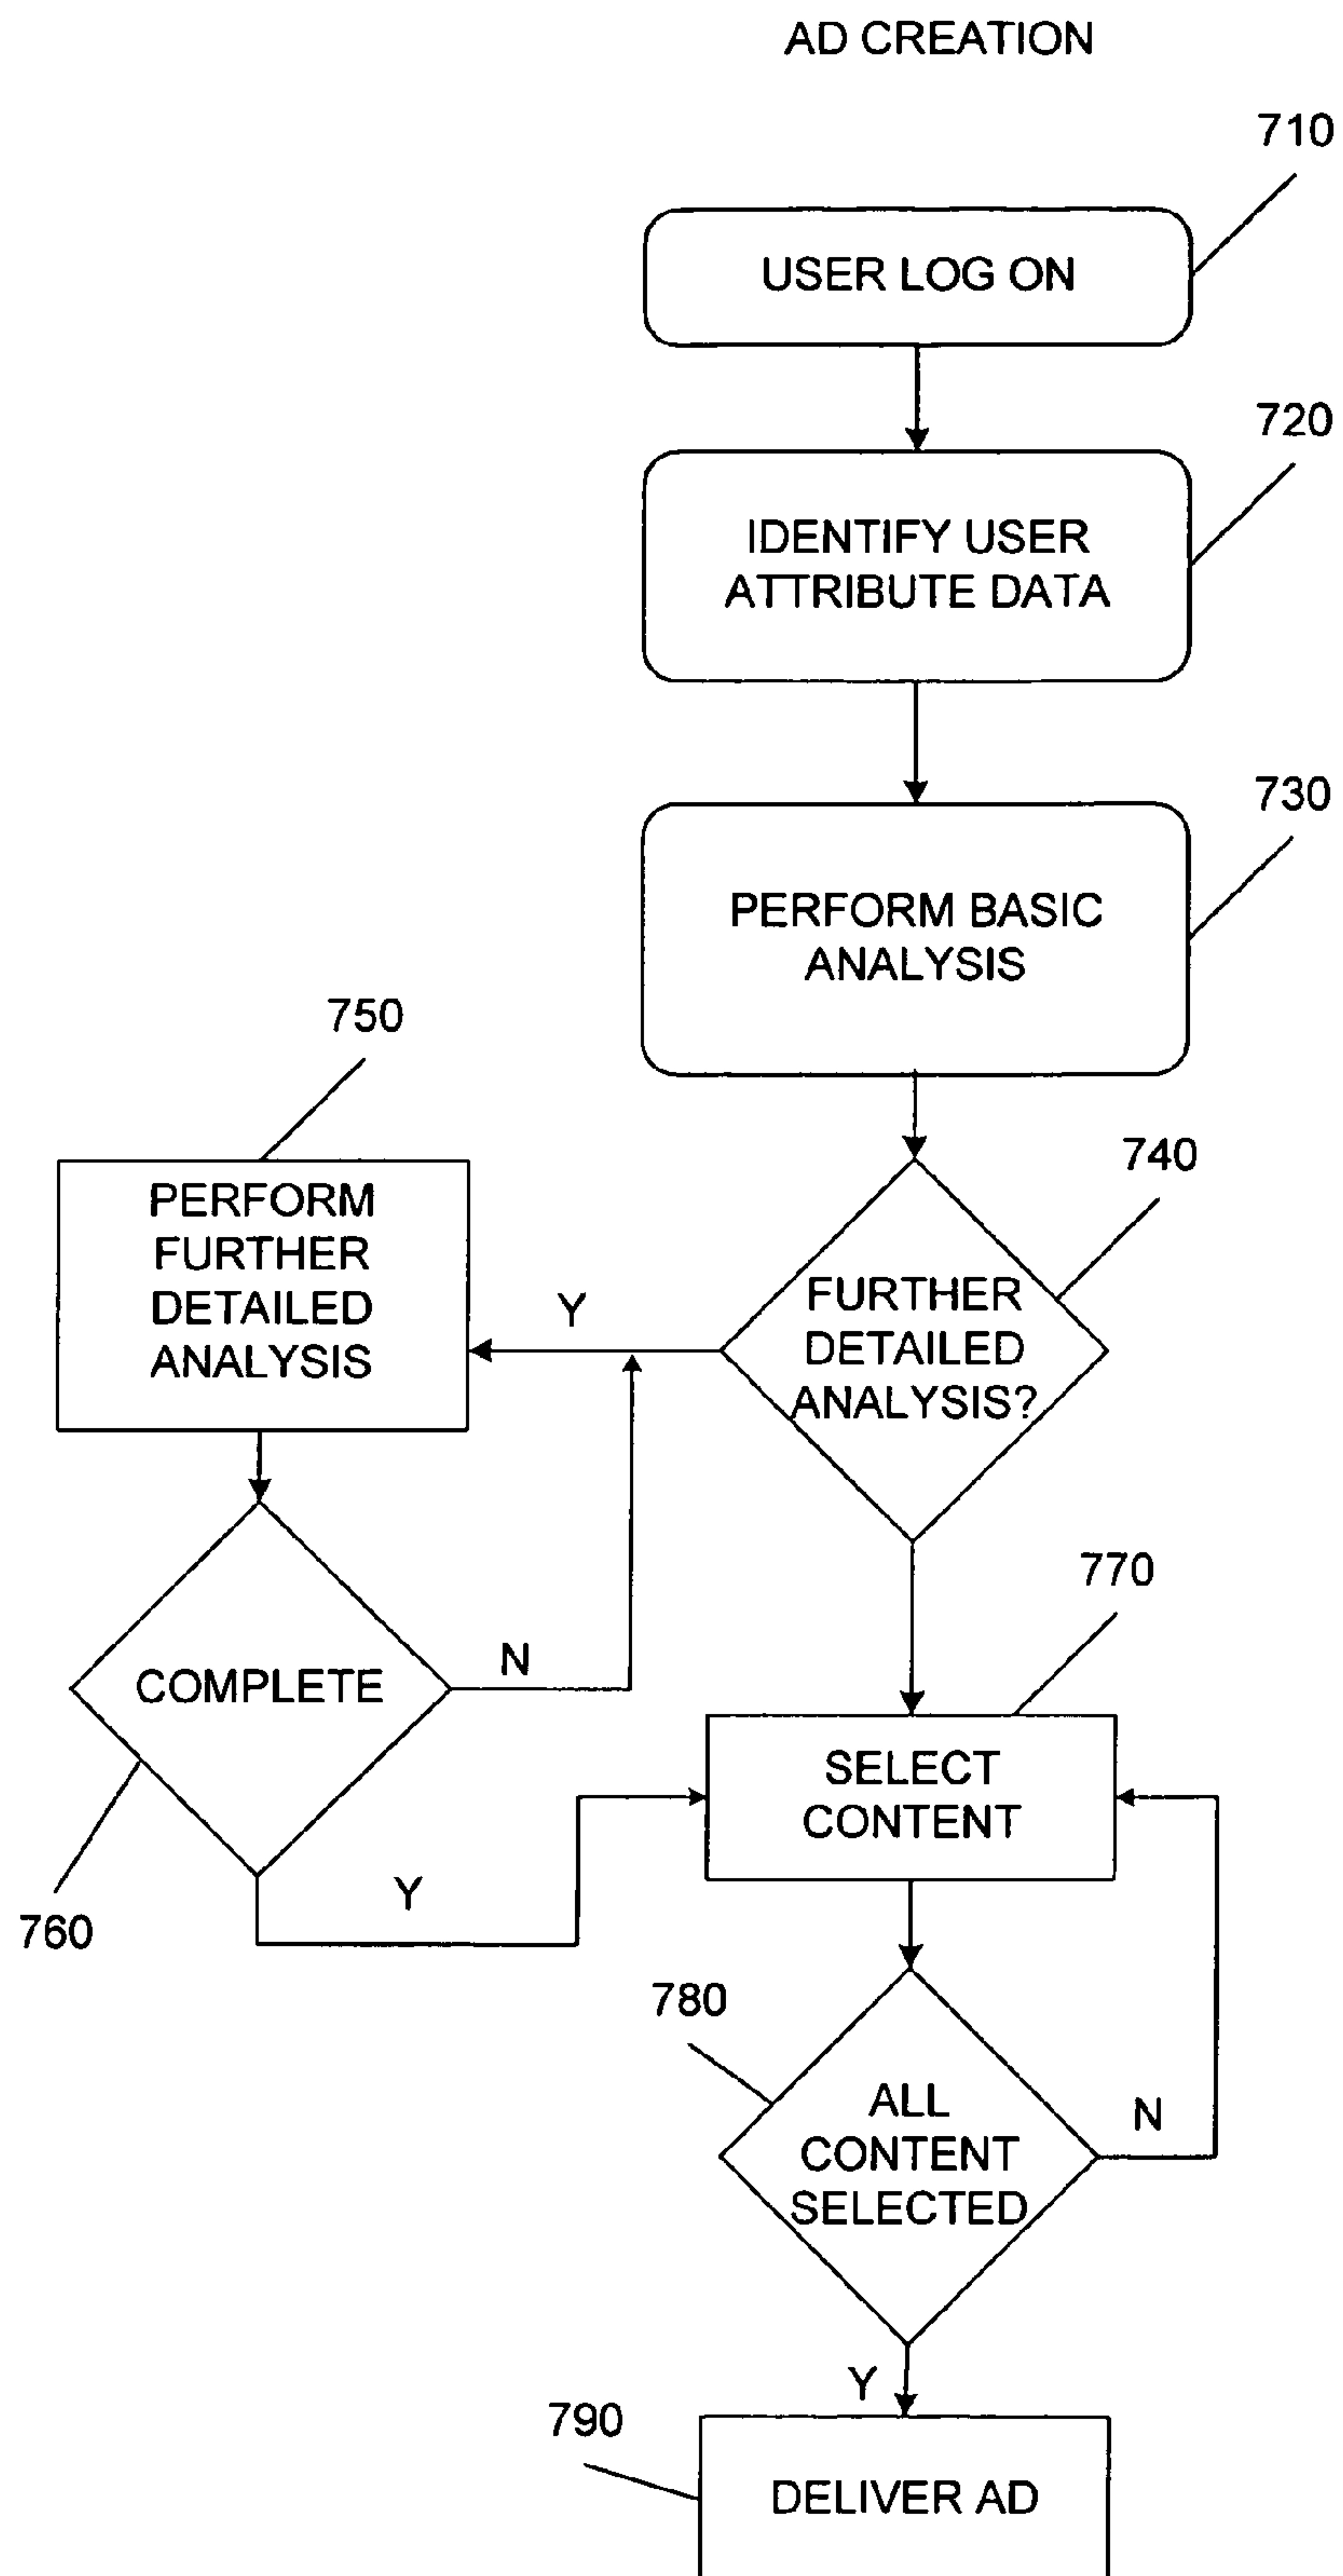 AD CREATION
710
USER LOG ON
720
IDENTIFY USER
ATTRIBUTE DATA
730
PERFORM BASIC
ANALYSIS
750
PERFORM
FURTHER
DETAILED
ANALYSIS
740
FURTHER
DETAILED
ANALYSIS?
Y
770
COMPLETE
N
760
Y
SELECT
CONTENT
780
ALL
CONTENT
SELECTED
N
Y
790
DELIVER AD